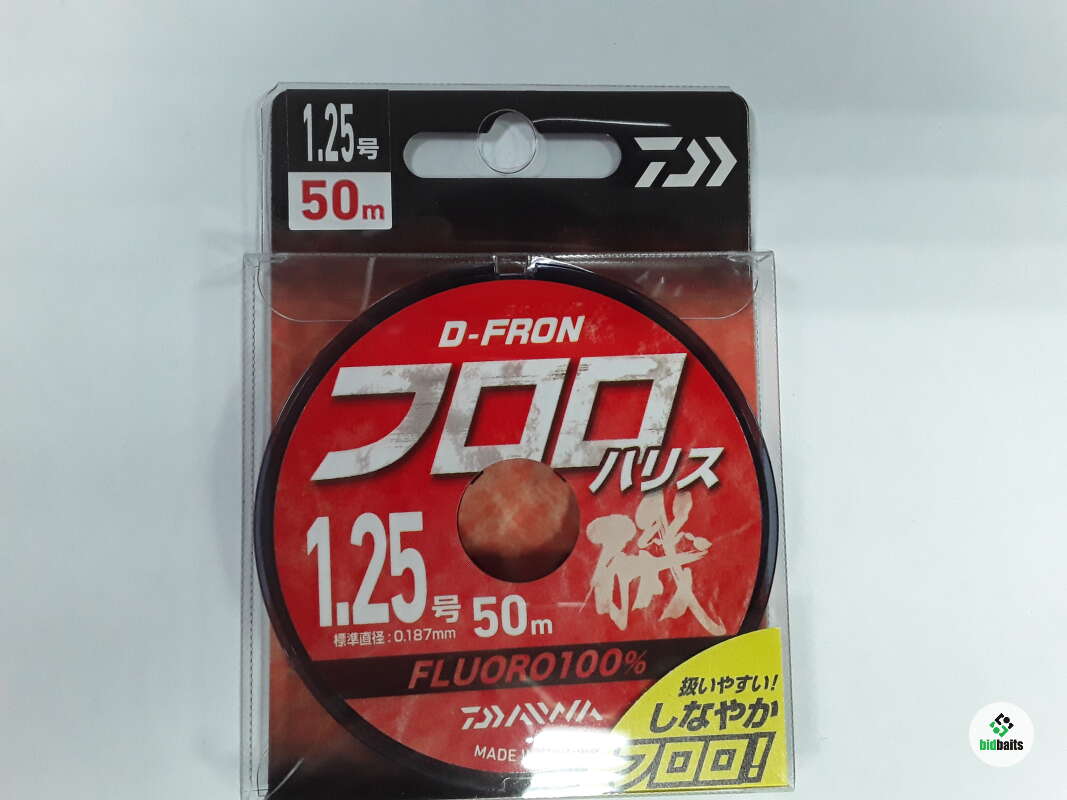 1.25号
50m
D-FRON
フロロ
ハリス
磯
1.25号 50m
標準直径：0.187mm
FLUORO100%
扱いやすい!
しなやか
フロロ!
DAIWA
MADE
bidbaits